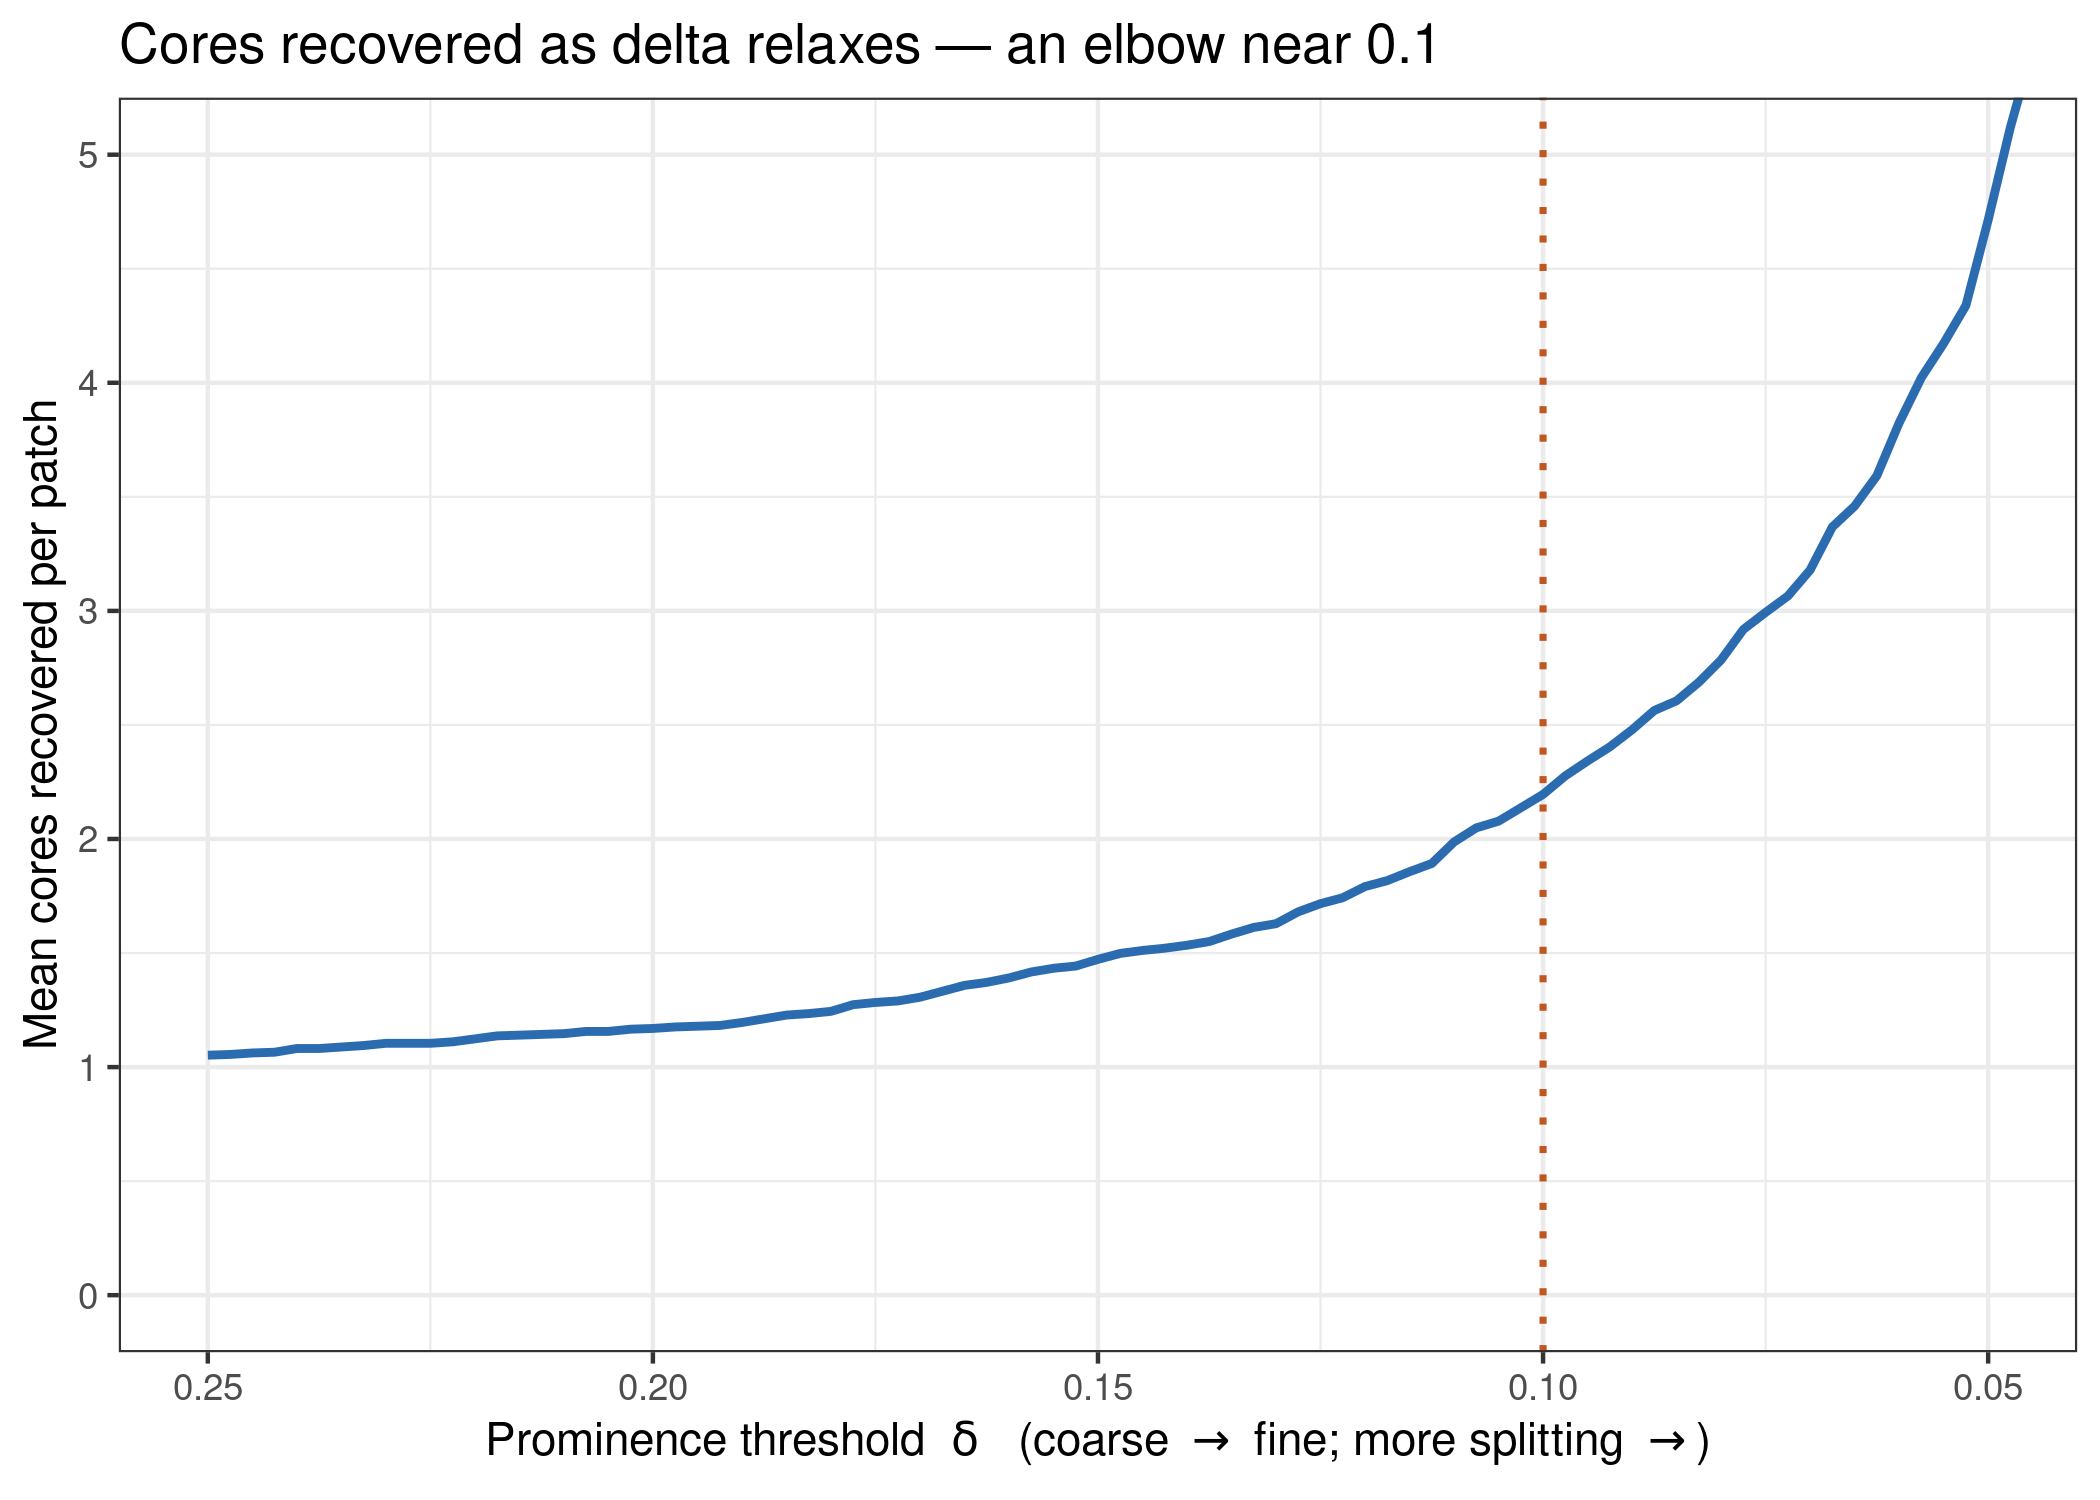 Cores recovered as delta relaxes — an elbow near 0.1
Mean cores recovered per patch
5
4
3
2
1
0
0.25 0.20 0.15 0.10 0.05
Prominence threshold δ (coarse → fine; more splitting →)